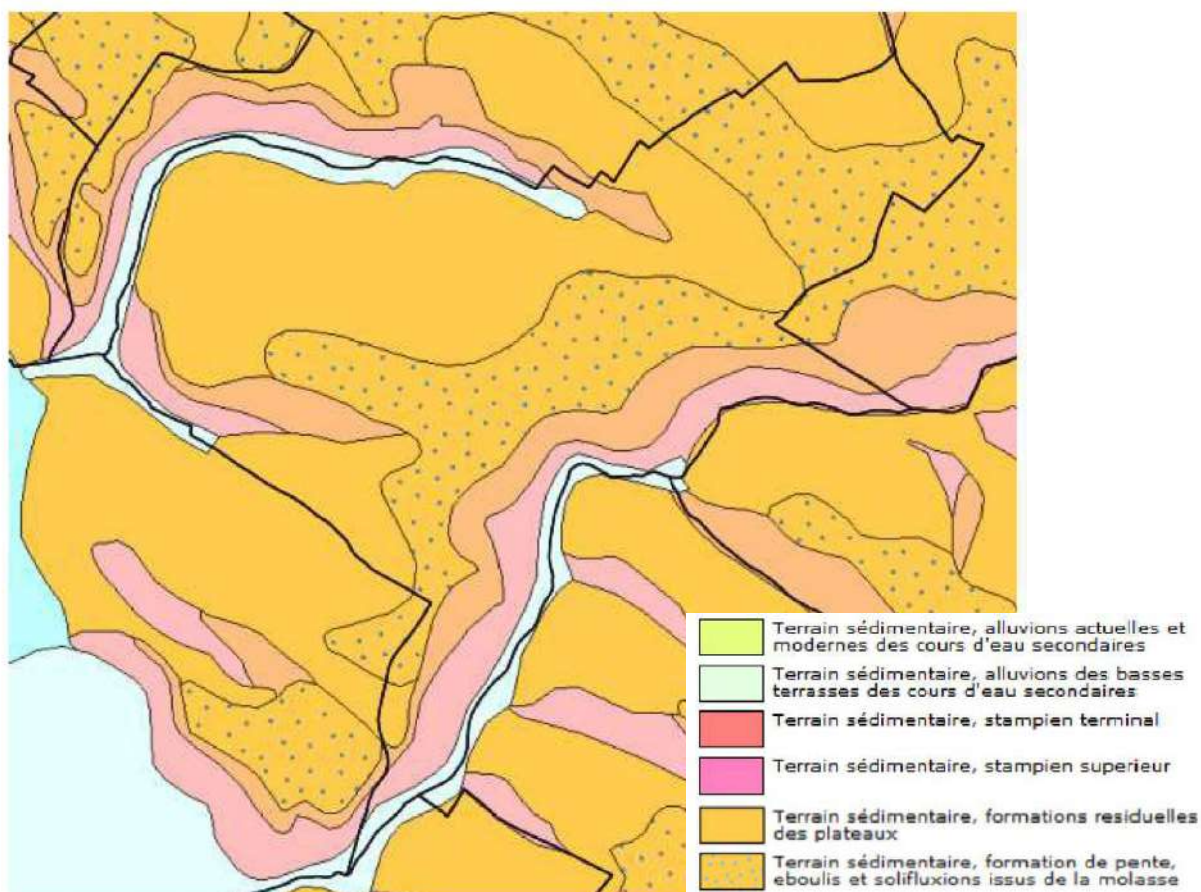 Terrain sédimentaire, alluvions actuelles et
modernes des cours d'eau secondaires
Terrain sédimentaire, alluvions des basses
terrasses des cours d'eau secondaires
Terrain sédimentaire, stampien terminal
Terrain sédimentaire, stampien superieur
Terrain sédimentaire, formations residuelles
des plateaux
Terrain sédimentaire, formation de pente,
eboulis et solifluxions issus de la molasse